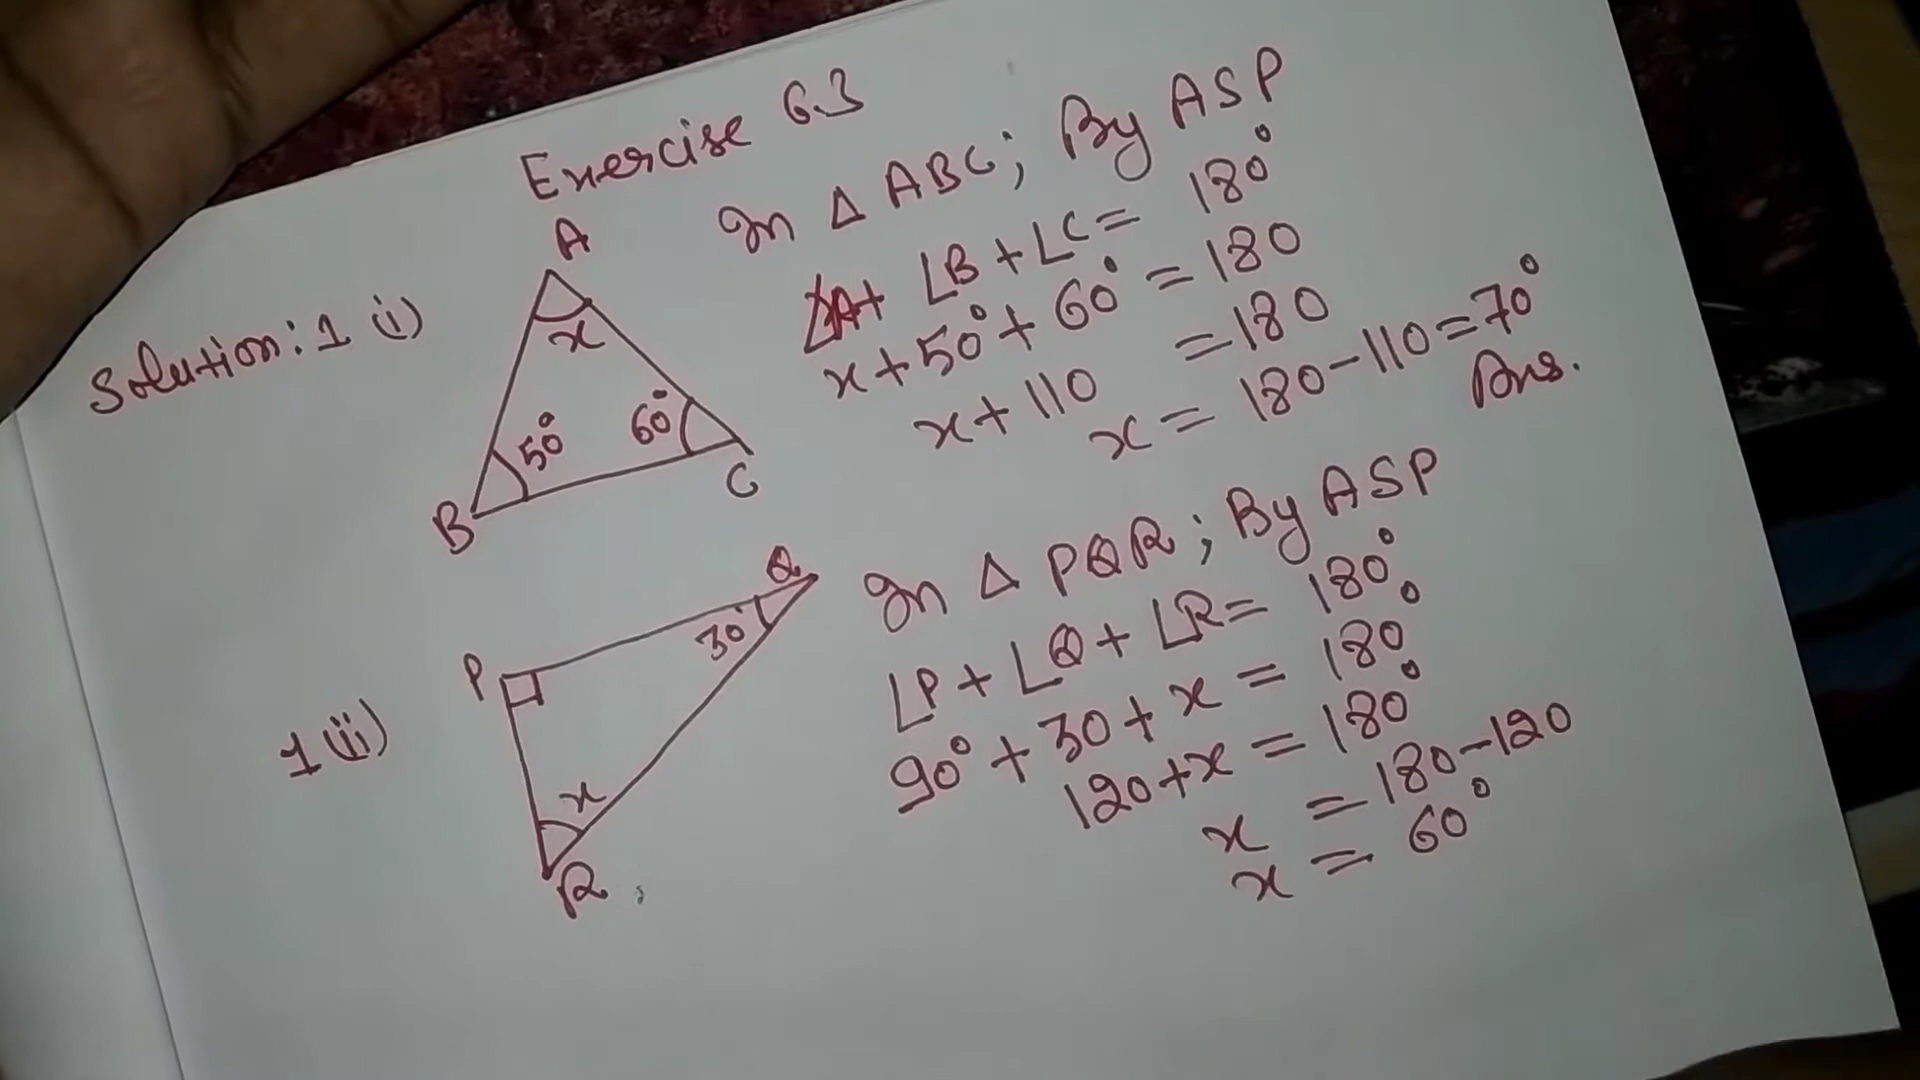 Exercise 6.3
Solution: 1 (i)
A
x
50°
60°
B
C
In Δ ABC; By ASP
∠A+ ∠B+∠C= 180°
x+50°+60° =180
x+110 =180
x= 180-110=70°
Ans.
1 (ii)
P
Q
30°
x
R
In Δ PQR; By ASP
∠P+∠Q+∠R= 180°
90°+30+x = 180°
120+x= 180°
x = 180-120
x = 60°